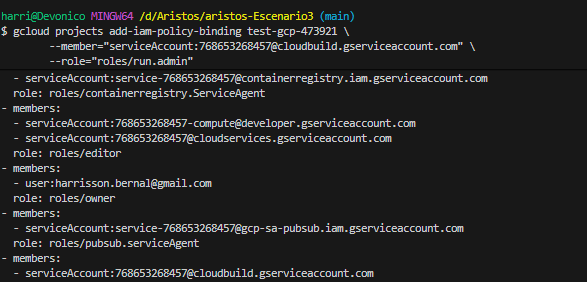 harri@Devonico MINGW64 /d/Aristos/aristos-Escenario3 (main)
$ gcloud projects add-iam-policy-binding test-gcp-473921 \
        --member="serviceAccount:768653268457@cloudbuild.gserviceaccount.com" \
        --role="roles/run.admin"
  - serviceAccount:service-768653268457@containerregistry.iam.gserviceaccount.com
  role: roles/containerregistry.ServiceAgent
- members:
  - serviceAccount:768653268457-compute@developer.gserviceaccount.com
  - serviceAccount:768653268457@cloudservices.gserviceaccount.com
  role: roles/editor
- members:
  - user:harrisson.bernal@gmail.com
  role: roles/owner
- members:
  - serviceAccount:service-768653268457@gcp-sa-pubsub.iam.gserviceaccount.com
  role: roles/pubsub.serviceAgent
- members:
  - serviceAccount:768653268457@cloudbuild.gserviceaccount.com